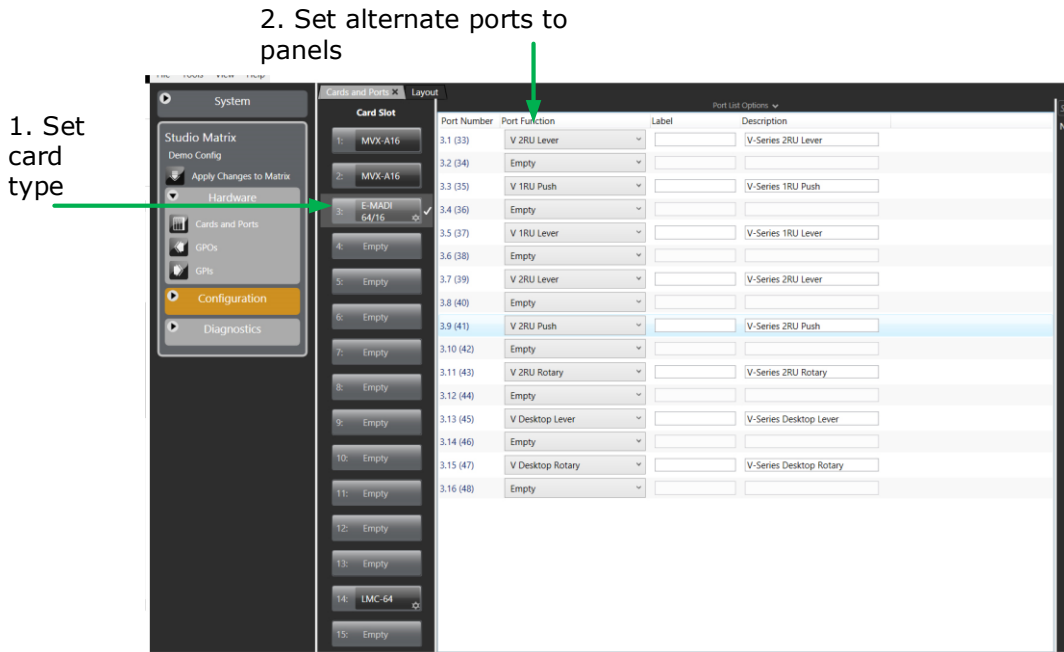 2. Set alternate ports to
panels
1. Set
card
type
File Tools View Help
System
Studio Matrix
Demo Config
Apply Changes to Matrix
Hardware
Cards and Ports
GPOs
GPIs
Configuration
Diagnostics
Cards and Ports × Layout
Card Slot
1: MVX-A16
2: MVX-A16
3: E-MADI
64/16
4: Empty
5: Empty
6: Empty
7: Empty
8: Empty
9: Empty
10: Empty
11: Empty
12: Empty
13: Empty
14: LMC-64
15: Empty
Port List Options
Port Number Port Function Label Description
3.1 (33) V 2RU Lever V-Series 2RU Lever
3.2 (34) Empty
3.3 (35) V 1RU Push V-Series 1RU Push
3.4 (36) Empty
3.5 (37) V 1RU Lever V-Series 1RU Lever
3.6 (38) Empty
3.7 (39) V 2RU Lever V-Series 2RU Lever
3.8 (40) Empty
3.9 (41) V 2RU Push V-Series 2RU Push
3.10 (42) Empty
3.11 (43) V 2RU Rotary V-Series 2RU Rotary
3.12 (44) Empty
3.13 (45) V Desktop Lever V-Series Desktop Lever
3.14 (46) Empty
3.15 (47) V Desktop Rotary V-Series Desktop Rotary
3.16 (48) Empty